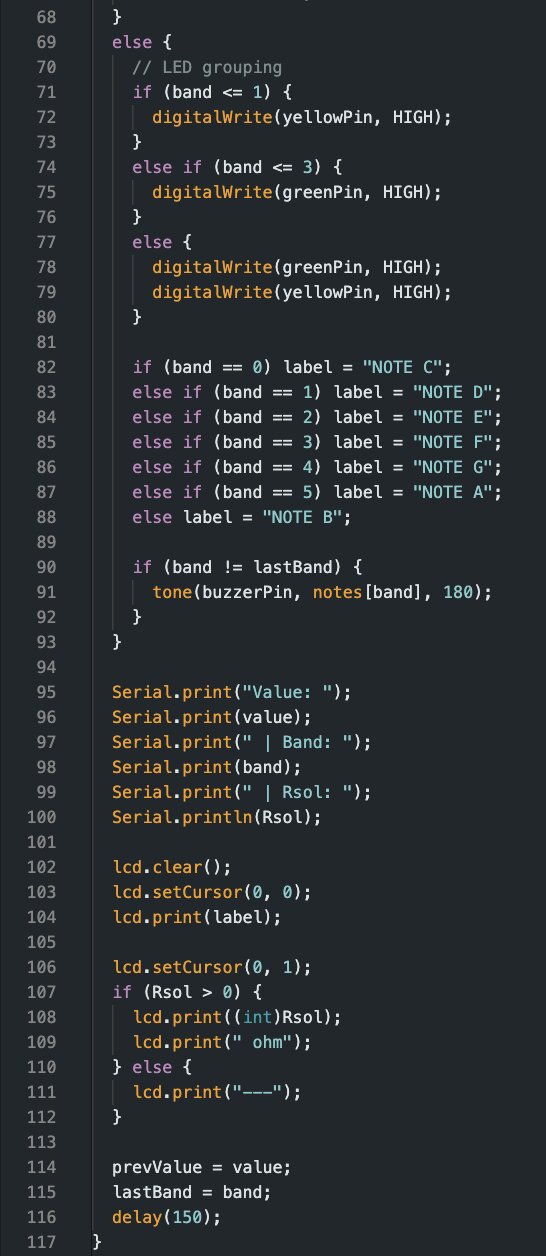 68 }
69 else {
70 // LED grouping
71 if (band <= 1) {
72 digitalWrite(yellowPin, HIGH);
73 }
74 else if (band <= 3) {
75 digitalWrite(greenPin, HIGH);
76 }
77 else {
78 digitalWrite(greenPin, HIGH);
79 digitalWrite(yellowPin, HIGH);
80 }
81
82 if (band == 0) label = "NOTE C";
83 else if (band == 1) label = "NOTE D";
84 else if (band == 2) label = "NOTE E";
85 else if (band == 3) label = "NOTE F";
86 else if (band == 4) label = "NOTE G";
87 else if (band == 5) label = "NOTE A";
88 else label = "NOTE B";
89
90 if (band != lastBand) {
91 tone(buzzerPin, notes[band], 180);
92 }
93 }
94
95 Serial.print("Value: ");
96 Serial.print(value);
97 Serial.print(" | Band: ");
98 Serial.print(band);
99 Serial.print(" | Rsol: ");
100 Serial.println(Rsol);
101
102 lcd.clear();
103 lcd.setCursor(0, 0);
104 lcd.print(label);
105
106 lcd.setCursor(0, 1);
107 if (Rsol > 0) {
108 lcd.print((int)Rsol);
109 lcd.print(" ohm");
110 } else {
111 lcd.print("---");
112 }
113
114 prevValue = value;
115 lastBand = band;
116 delay(150);
117 }